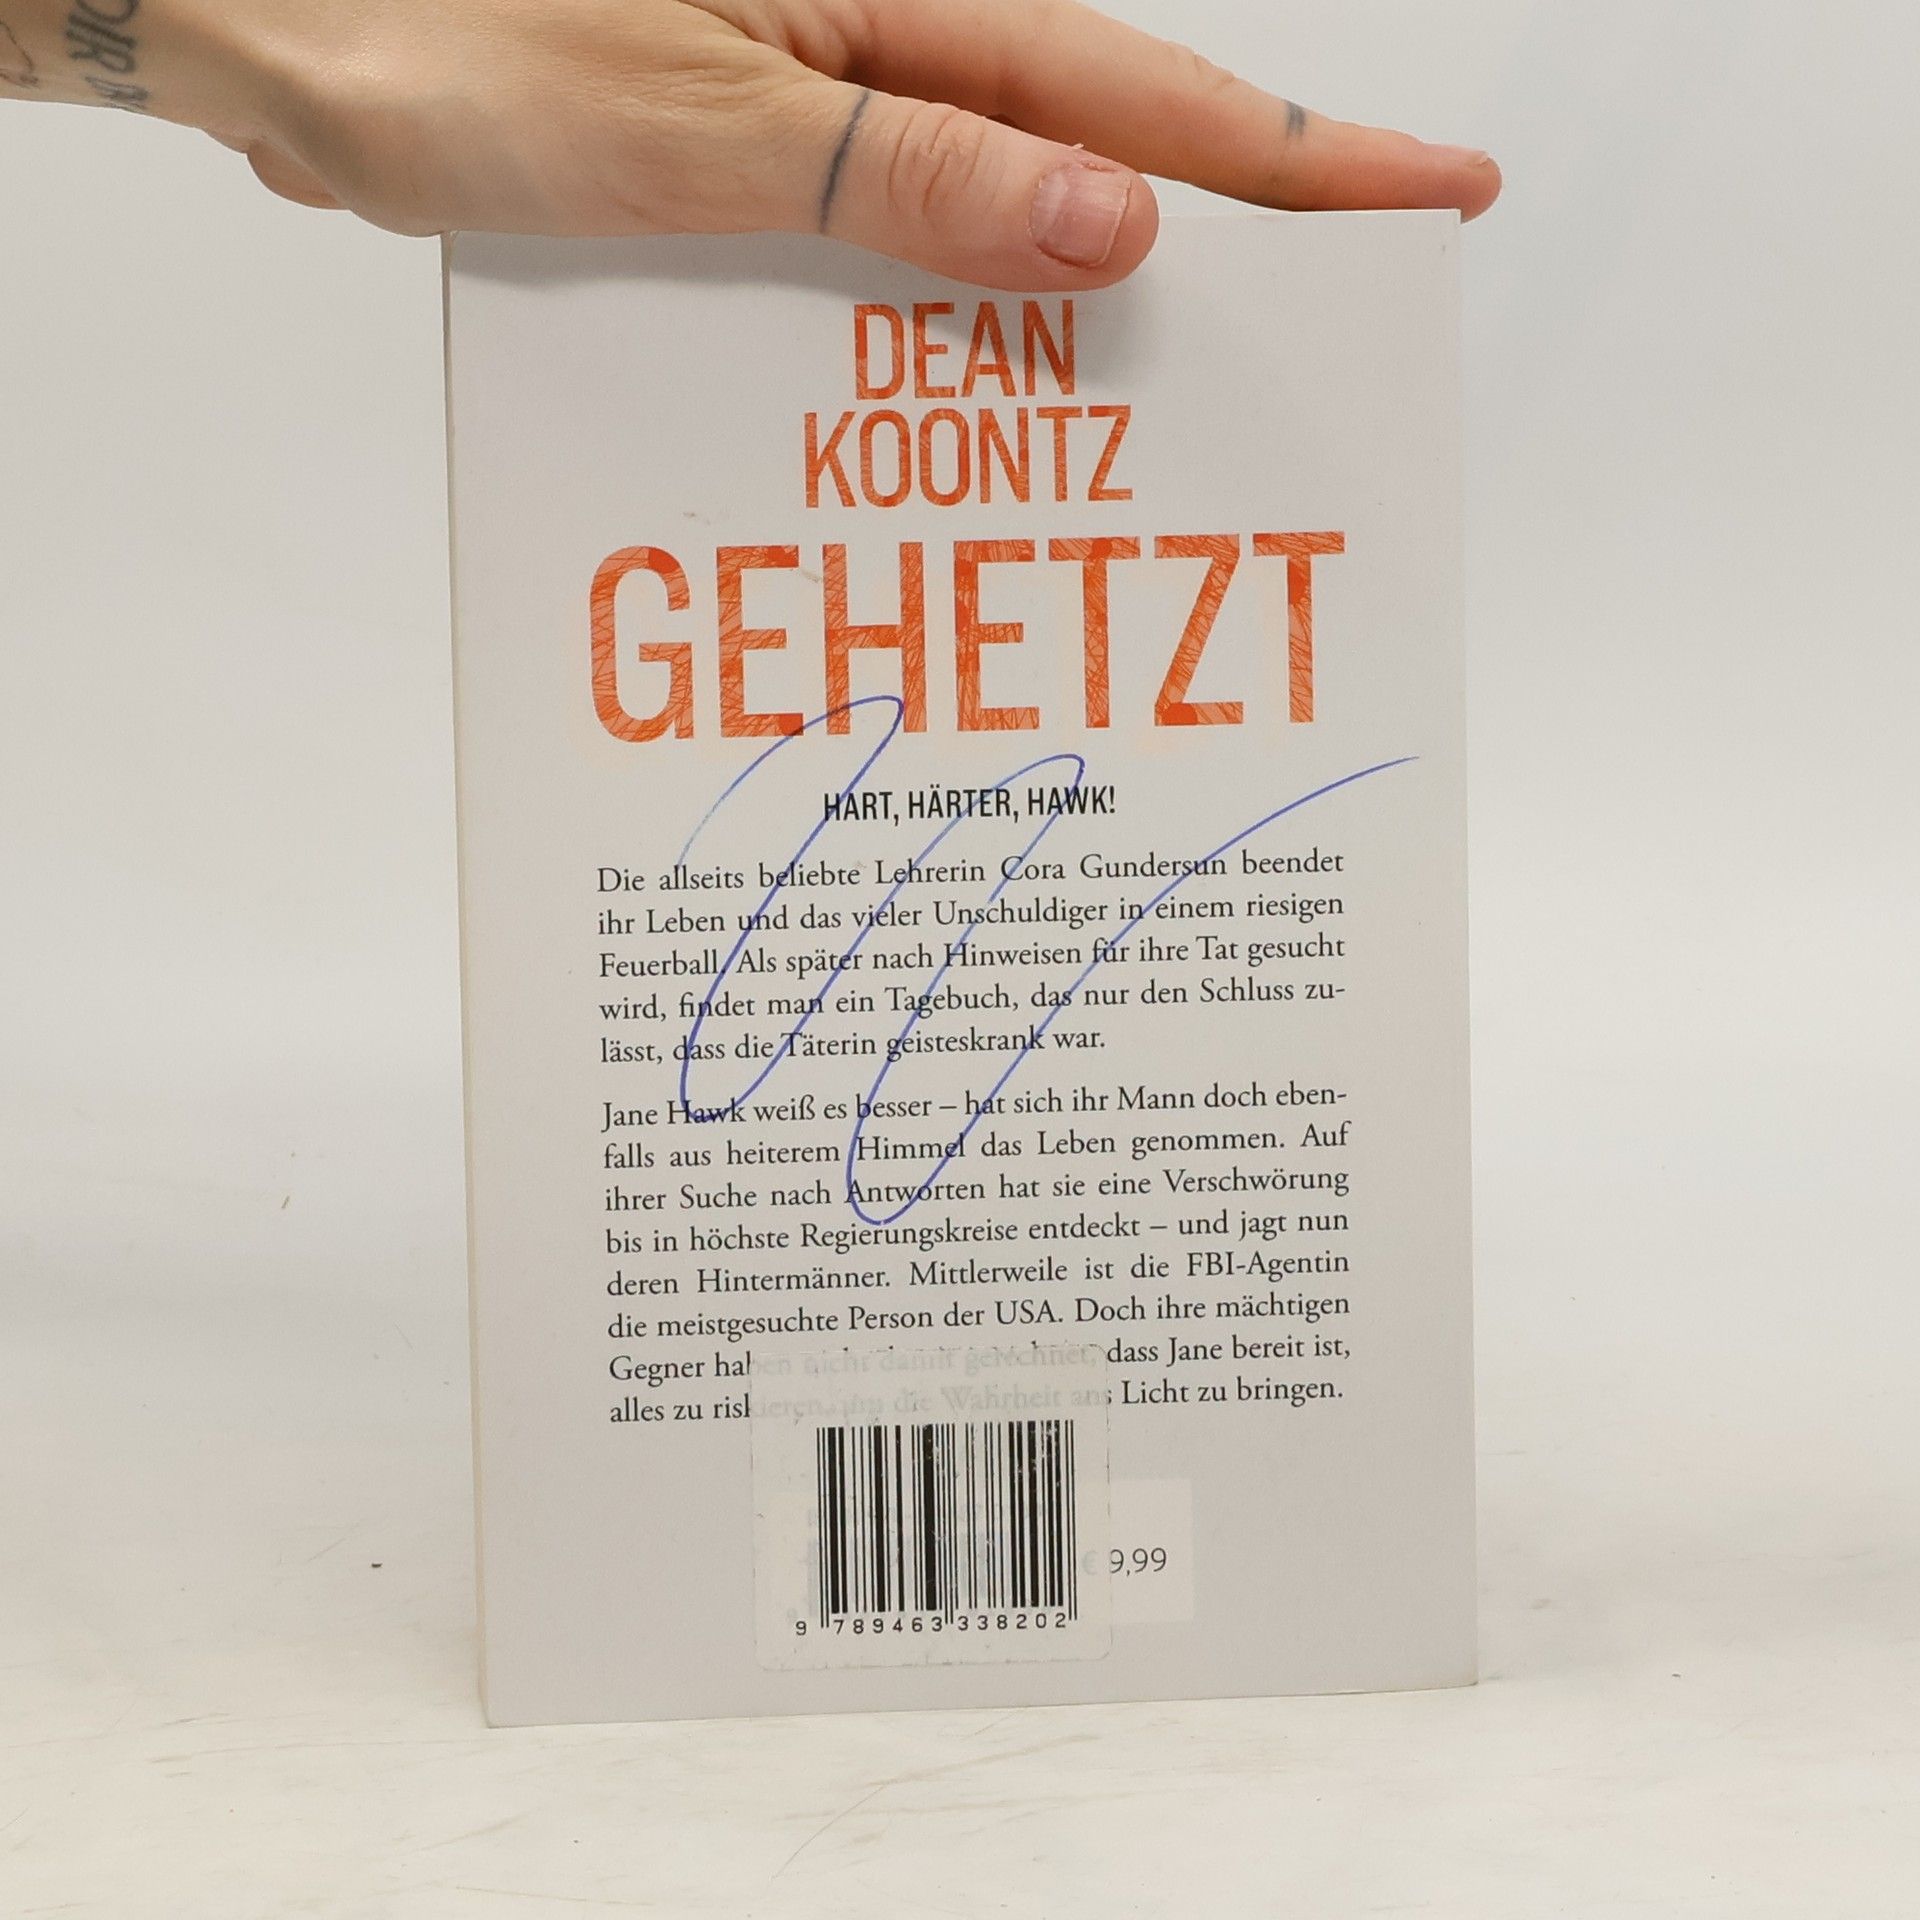 DEAN
KOONTZ
GEHETZT
HART, HÄRTER, HAWK!
Die allseits beliebte Lehrerin Cora Gundersun beendet
ihr Leben und das vieler Unschuldiger in einem riesigen
Feuerball. Als später nach Hinweisen für ihre Tat gesucht
wird, findet man ein Tagebuch, das nur den Schluss zu-
lässt, dass die Täterin geisteskrank war.
Jane Hawk weiß es besser – hat sich ihr Mann doch eben-
falls aus heiterem Himmel das Leben genommen. Auf
ihrer Suche nach Antworten hat sie eine Verschwörung
bis in höchste Regierungskreise entdeckt – und jagt nun
deren Hintermänner. Mittlerweile ist die FBI-Agentin
die meistgesuchte Person der USA. Doch ihre mächtigen
Gegner haben nicht damit gerechnet, dass Jane bereit ist,
alles zu riskieren, um die Wahrheit ans Licht zu bringen.
€ 9,99
9 789463 338202